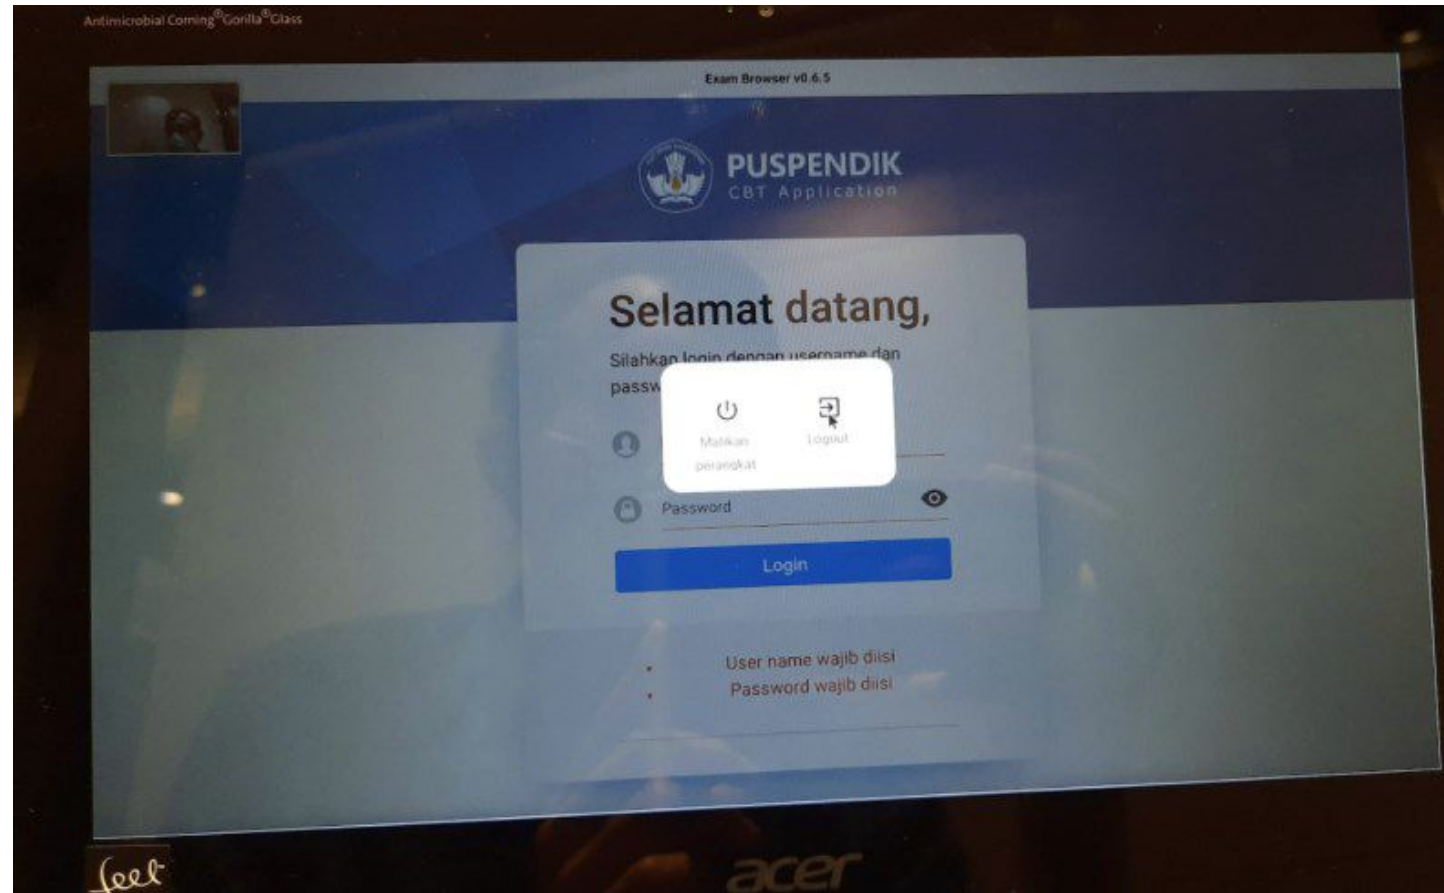 Antimicrobial Corning®Gorilla®Glass
Exam Browser v0.6.5
PUSPENDIK
CBT Application
Selamat datang,
Silahkan login dengan username dan
passw
Matikan
perangkat
Logout
Password
Login
• User name wajib diisi
• Password wajib diisi
feel
acer